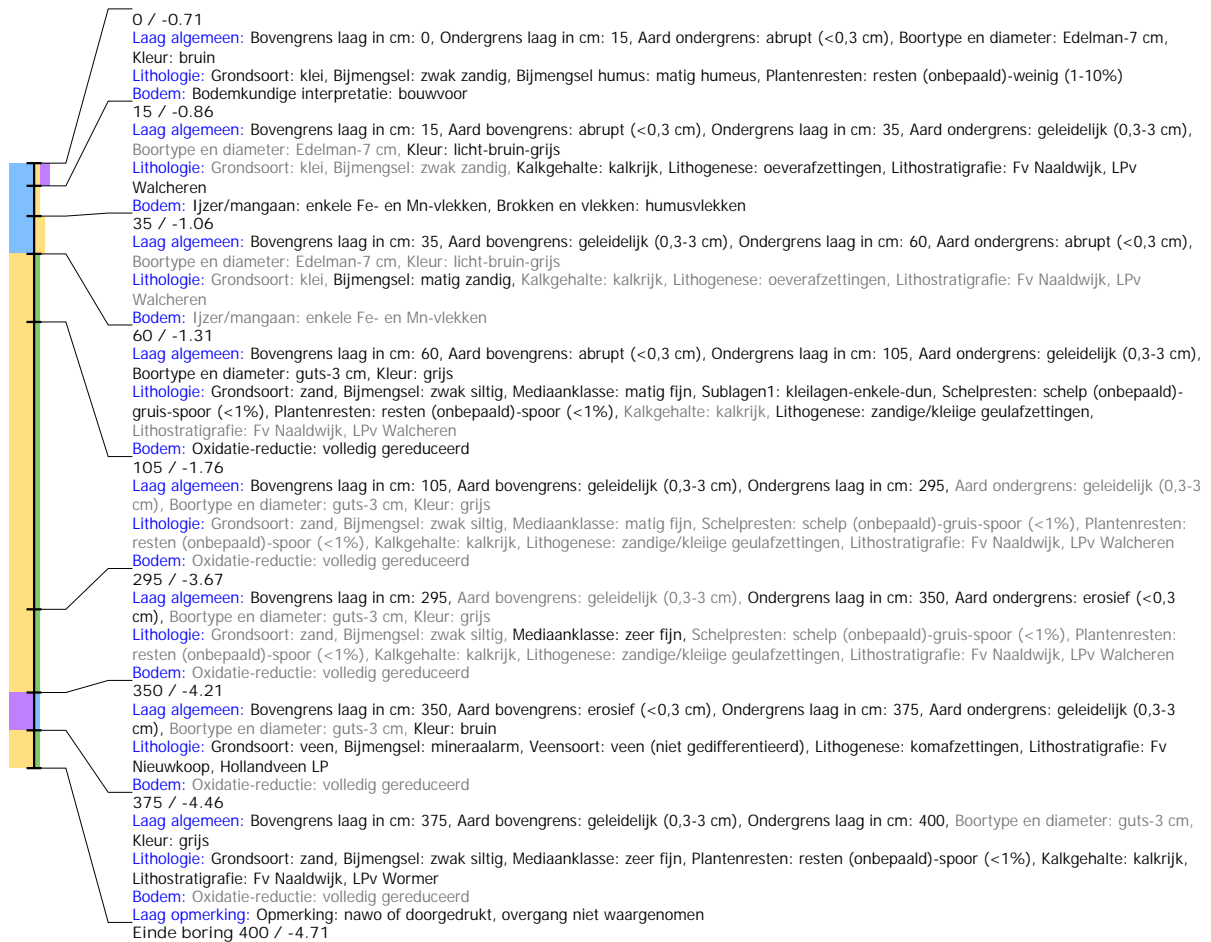 0 / -0.71
Laag algemeen: Bovengrens laag in cm: 0, Ondergrens laag in cm: 15, Aard ondergrens: abrupt (<0,3 cm), Boortype en diameter: Edelman-7 cm,
Kleur: bruin
Lithologie: Grondsoort: klei, Bijmengsel: zwak zandig, Bijmengsel humus: matig humeus, Plantenresten: resten (onbepaald)-weinig (1-10%)
Bodem: Bodemkundige interpretatie: bouwvoor
15 / -0.86
Laag algemeen: Bovengrens laag in cm: 15, Aard bovengrens: abrupt (<0,3 cm), Ondergrens laag in cm: 35, Aard ondergrens: geleidelijk (0,3-3 cm),
Boortype en diameter: Edelman-7 cm, Kleur: licht-bruin-grijs
Lithologie: Grondsoort: klei, Bijmengsel: zwak zandig, Kalkgehalte: kalkrijk, Lithogenese: oeverafzettingen, Lithostratigrafie: Fv Naaldwijk, LPv
Walcheren
Bodem: Ijzer/mangaan: enkele Fe- en Mn-vlekken, Brokken en vlekken: humusvlekken
35 / -1.06
Laag algemeen: Bovengrens laag in cm: 35, Aard bovengrens: geleidelijk (0,3-3 cm), Ondergrens laag in cm: 60, Aard ondergrens: abrupt (<0,3 cm),
Boortype en diameter: Edelman-7 cm, Kleur: licht-bruin-grijs
Lithologie: Grondsoort: klei, Bijmengsel: matig zandig, Kalkgehalte: kalkrijk, Lithogenese: oeverafzettingen, Lithostratigrafie: Fv Naaldwijk, LPv
Walcheren
Bodem: Ijzer/mangaan: enkele Fe- en Mn-vlekken
60 / -1.31
Laag algemeen: Bovengrens laag in cm: 60, Aard bovengrens: abrupt (<0,3 cm), Ondergrens laag in cm: 105, Aard ondergrens: geleidelijk (0,3-3 cm),
Boortype en diameter: guts-3 cm, Kleur: grijs
Lithologie: Grondsoort: zand, Bijmengsel: zwak siltig, Mediaanklasse: matig fijn, Sublagen1: kleilagen-enkele-dun, Schelpresten: schelp (onbepaald)-
gruis-spoor (<1%), Plantenresten: resten (onbepaald)-spoor (<1%), Kalkgehalte: kalkrijk, Lithogenese: zandige/kleiige geulafzettingen,
Lithostratigrafie: Fv Naaldwijk, LPv Walcheren
Bodem: Oxidatie-reductie: volledig gereduceerd
105 / -1.76
Laag algemeen: Bovengrens laag in cm: 105, Aard bovengrens: geleidelijk (0,3-3 cm), Ondergrens laag in cm: 295, Aard ondergrens: geleidelijk (0,3-3
cm), Boortype en diameter: guts-3 cm, Kleur: grijs
Lithologie: Grondsoort: zand, Bijmengsel: zwak siltig, Mediaanklasse: matig fijn, Schelpresten: schelp (onbepaald)-gruis-spoor (<1%), Plantenresten:
resten (onbepaald)-spoor (<1%), Kalkgehalte: kalkrijk, Lithogenese: zandige/kleiige geulafzettingen, Lithostratigrafie: Fv Naaldwijk, LPv Walcheren
Bodem: Oxidatie-reductie: volledig gereduceerd
295 / -3.67
Laag algemeen: Bovengrens laag in cm: 295, Aard bovengrens: geleidelijk (0,3-3 cm), Ondergrens laag in cm: 350, Aard ondergrens: erosief (<0,3
cm), Boortype en diameter: guts-3 cm, Kleur: grijs
Lithologie: Grondsoort: zand, Bijmengsel: zwak siltig, Mediaanklasse: zeer fijn, Schelpresten: schelp (onbepaald)-gruis-spoor (<1%), Plantenresten:
resten (onbepaald)-spoor (<1%), Kalkgehalte: kalkrijk, Lithogenese: zandige/kleiige geulafzettingen, Lithostratigrafie: Fv Naaldwijk, LPv Walcheren
Bodem: Oxidatie-reductie: volledig gereduceerd
350 / -4.21
Laag algemeen: Bovengrens laag in cm: 350, Aard bovengrens: erosief (<0,3 cm), Ondergrens laag in cm: 375, Aard ondergrens: geleidelijk (0,3-3
cm), Boortype en diameter: guts-3 cm, Kleur: bruin
Lithologie: Grondsoort: veen, Bijmengsel: mineraalarm, Veensoort: veen (niet gedifferentieerd), Lithogenese: komafzettingen, Lithostratigrafie: Fv
Nieuwkoop, Hollandveen LP
Bodem: Oxidatie-reductie: volledig gereduceerd
375 / -4.46
Laag algemeen: Bovengrens laag in cm: 375, Aard bovengrens: geleidelijk (0,3-3 cm), Ondergrens laag in cm: 400, Boortype en diameter: guts-3 cm,
Kleur: grijs
Lithologie: Grondsoort: zand, Bijmengsel: zwak siltig, Mediaanklasse: zeer fijn, Plantenresten: resten (onbepaald)-spoor (<1%), Kalkgehalte: kalkrijk,
Lithostratigrafie: Fv Naaldwijk, LPv Wormer
Bodem: Oxidatie-reductie: volledig gereduceerd
Laag opmerking: Opmerking: nawo of doorgedrukt, overgang niet waargenomen
Einde boring 400 / -4.71